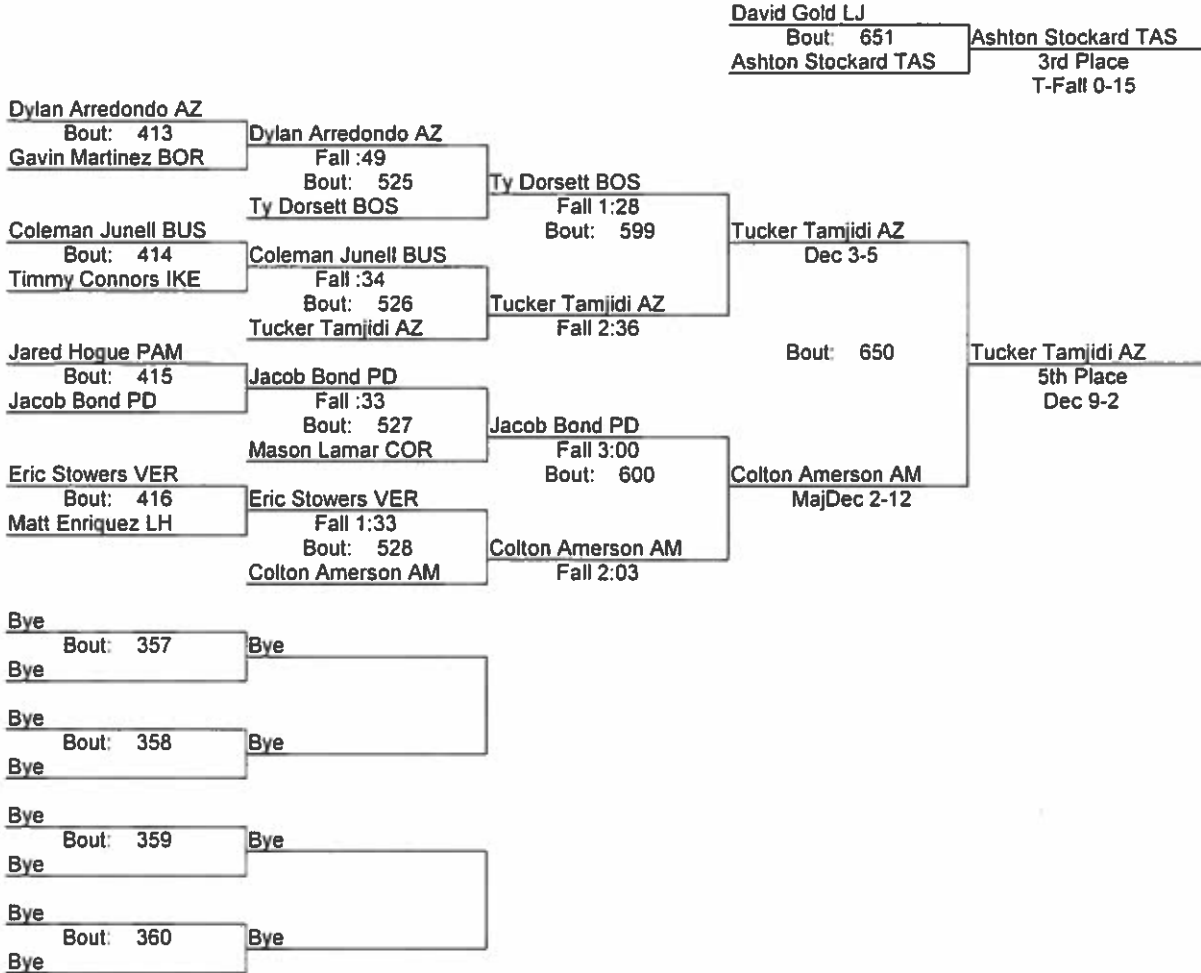 David Gold LJ
Bout: 651
Ashton Stockard TAS
Ashton Stockard TAS
3rd Place
T-Fall 0-15
Dylan Arredondo AZ
Bout: 413
Gavin Martinez BOR
Dylan Arredondo AZ
Fall :49
Bout: 525
Ty Dorsett BOS
Ty Dorsett BOS
Fall 1:28
Bout: 599
Coleman Junell BUS
Bout: 414
Timmy Connors IKE
Coleman Junell BUS
Fall :34
Bout: 526
Tucker Tamjidi AZ
Tucker Tamjidi AZ
Fall 2:36
Tucker Tamjidi AZ
Dec 3-5
Bout: 650
Tucker Tamjidi AZ
5th Place
Dec 9-2
Jared Hogue PAM
Bout: 415
Jacob Bond PD
Jacob Bond PD
Fall :33
Bout: 527
Mason Lamar COR
Jacob Bond PD
Fall 3:00
Bout: 600
Eric Stowers VER
Bout: 416
Matt Enriquez LH
Eric Stowers VER
Fall 1:33
Bout: 528
Colton Amerson AM
Colton Amerson AM
Fall 2:03
Colton Amerson AM
MajDec 2-12
Bye
Bout: 357
Bye
Bye
Bye
Bout: 358
Bye
Bye
Bye
Bout: 359
Bye
Bye
Bye
Bout: 360
Bye
Bye